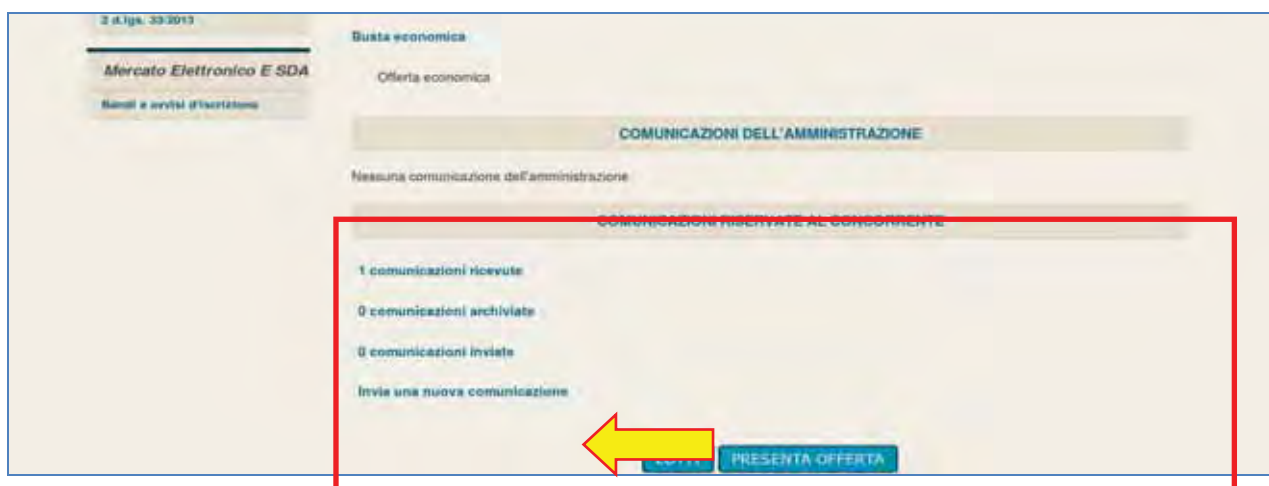 2 d.lgs. 33/2013
Mercato Elettronico E SDA
Bandi e avvisi d'iscrizione
Busta economica
Offerta economica
COMUNICAZIONI DELL'AMMINISTRAZIONE
Nessuna comunicazione dell'amministrazione
COMUNICAZIONI RISERVATE AL CONCORRENTE
1 comunicazioni ricevute
0 comunicazioni archiviate
0 comunicazioni inviate
Invia una nuova comunicazione
PRESENTA OFFERTA